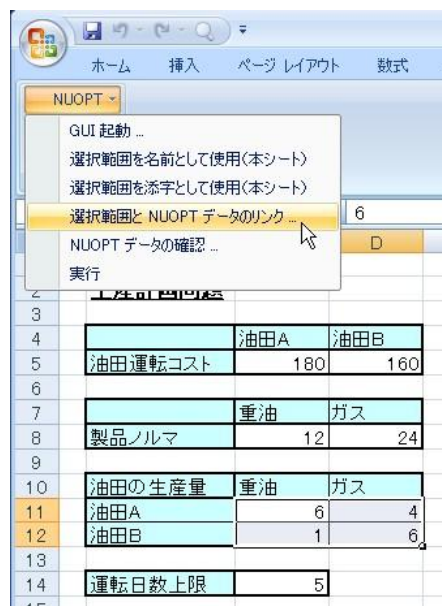 ホーム 挿入 ページ レイアウト 数式
NUOPT
GUI 起動 ...
選択範囲を名前として使用(本シート)
選択範囲を添字として使用(本シート)
選択範囲と NUOPT データのリンク ...
NUOPT データの確認 ...
実行
6
D
2 生産計画問題
3
4 油田A 油田B
5 油田運転コスト 180 160
6
7 重油 ガス
8 製品ノルマ 12 24
9
10 油田の生産量 重油 ガス
11 油田A 6 4
12 油田B 1 6
13
14 運転日数上限 5